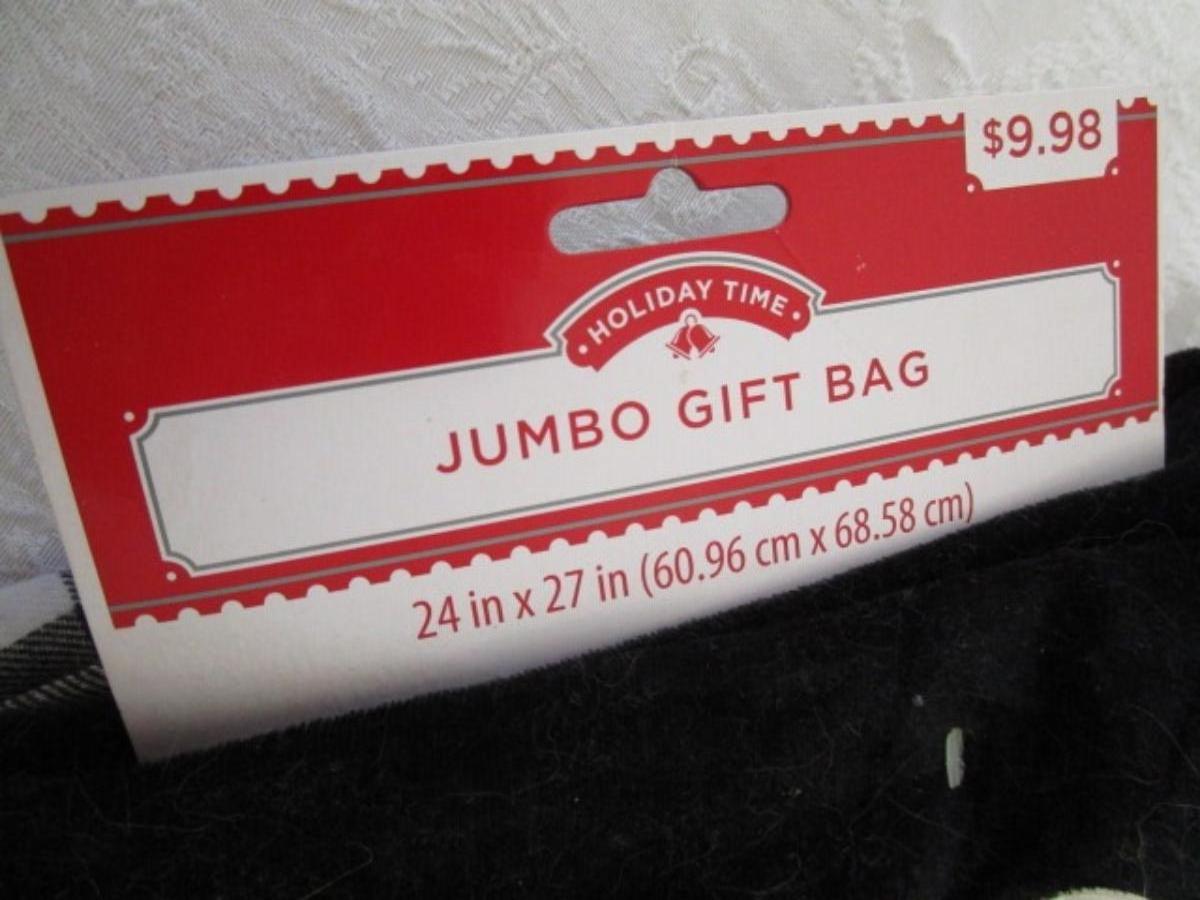 $9.98
HOLIDAY TIME
JUMBO GIFT BAG
24 in x 27 in (60.96 cm x 68.58 cm)